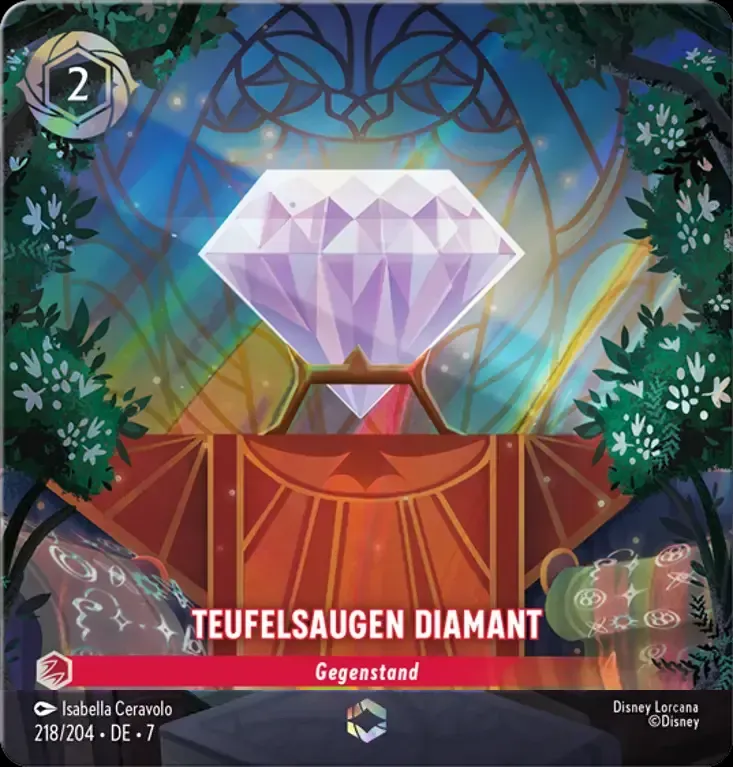 2
TEUFELSAUGEN DIAMANT
Gegenstand
Isabella Ceravolo
218/204 • DE • 7
Disney Lorcana
©Disney